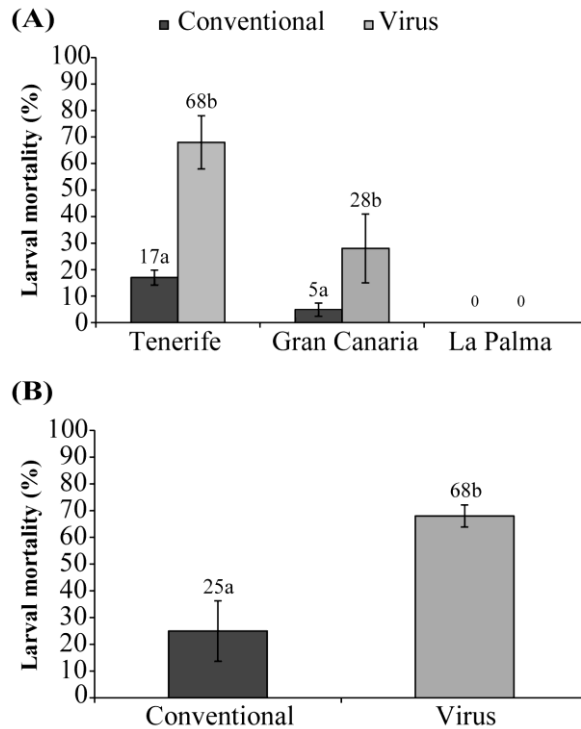 (A)
■ Conventional ■ Virus
Larval mortality (%)
100
90
80
70
60
50
40
30
20
10
0
17a
68b
5a
28b
0
0
Tenerife Gran Canaria La Palma
(B)
Larval mortality (%)
100
90
80
70
60
50
40
30
20
10
0
25a
68b
Conventional Virus